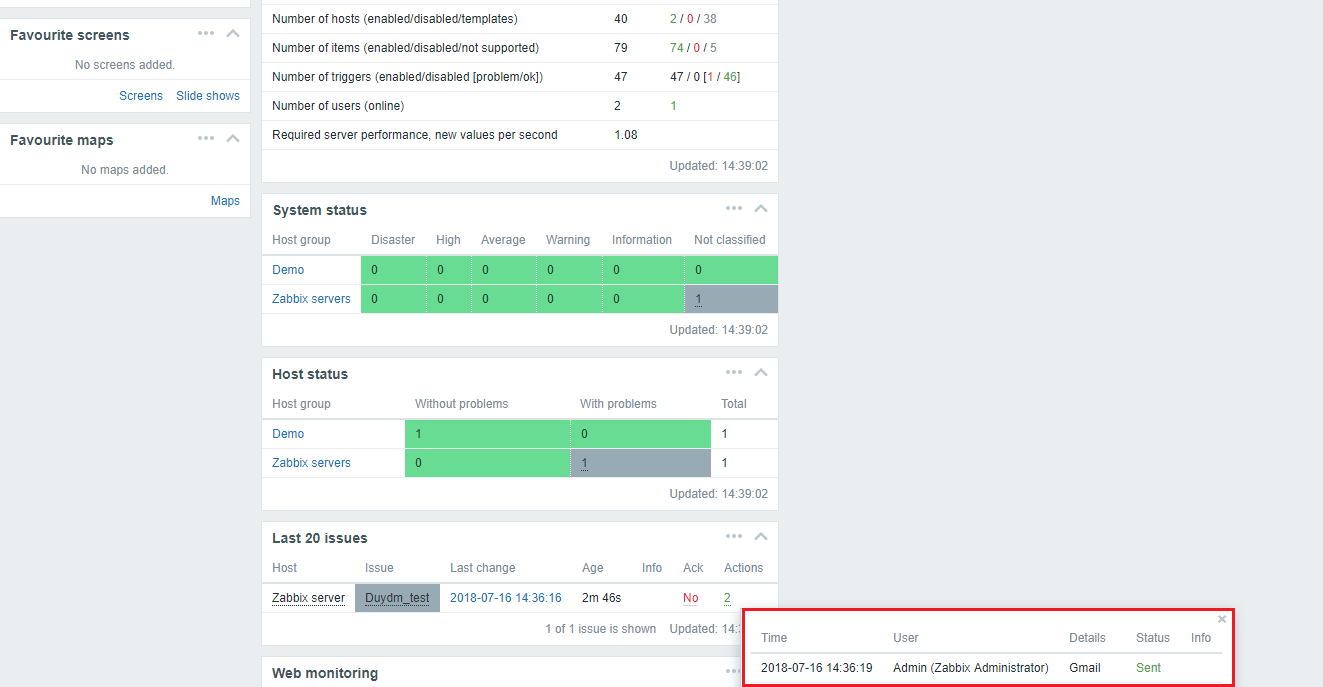 Favourite screens
No screens added.
Screens Slide shows
Favourite maps
No maps added.
Maps
Number of hosts (enabled/disabled/templates) 40 2 / 0 / 38
Number of items (enabled/disabled/not supported) 79 74 / 0 / 5
Number of triggers (enabled/disabled [problem/ok]) 47 47 / 0 [1 / 46]
Number of users (online) 2 1
Required server performance, new values per second 1.08
Updated: 14:39:02
System status
Host group Disaster High Average Warning Information Not classified
Demo 0 0 0 0 0 0
Zabbix servers 0 0 0 0 0 1
Updated: 14:39:02
Host status
Host group Without problems With problems Total
Demo 1 0 1
Zabbix servers 0 1 1
Updated: 14:39:02
Last 20 issues
Host Issue Last change Age Info Ack Actions
Zabbix server Duydm_test 2018-07-16 14:36:16 2m 46s No 2
1 of 1 issue is shown Updated: 14:
Web monitoring
Time User Details Status Info
2018-07-16 14:36:19 Admin (Zabbix Administrator) Gmail Sent